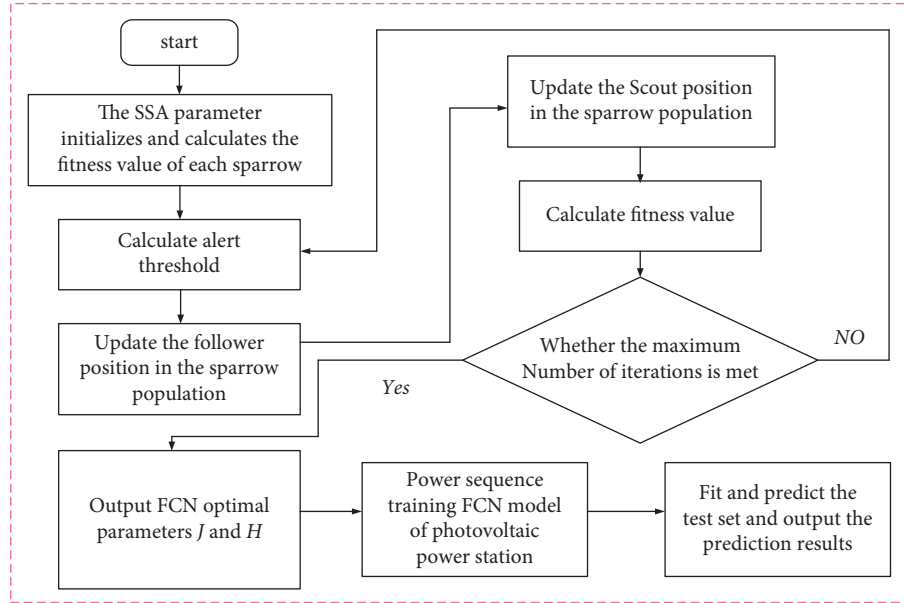 start
The SSA parameter
initializes and calculates the
fitness value of each sparrow
Calculate alert
threshold
Update the follower
position in the sparrow
population
Update the Scout position
in the sparrow population
Calculate fitness value
Whether the maximum
Number of iterations is met
NO
Yes
Output FCN optimal
parameters J and H
Power sequence
training FCN model
of photovoltaic
power station
Fit and predict the
test set and output the
prediction results